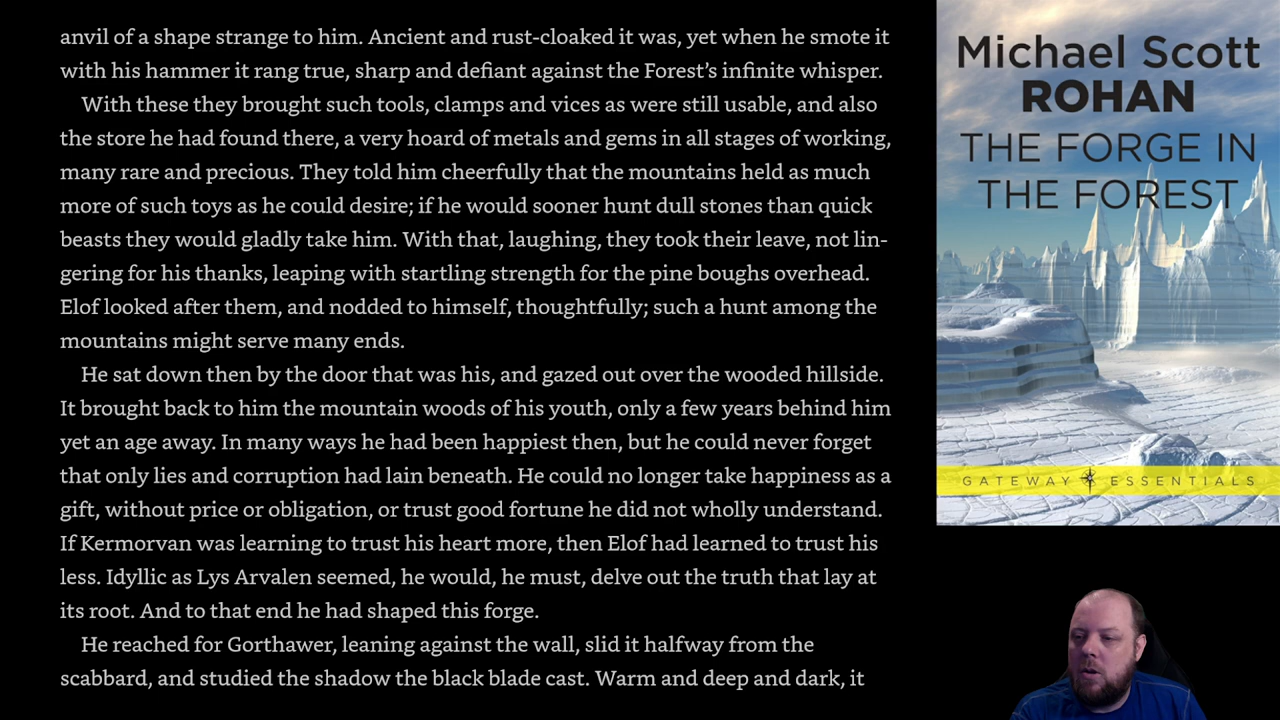 anvil of a shape strange to him. Ancient and rust-cloaked it was, yet when he smote it
with his hammer it rang true, sharp and defiant against the Forest’s infinite whisper.
With these they brought such tools, clamps and vices as were still usable, and also
the store he had found there, a very hoard of metals and gems in all stages of working,
many rare and precious. They told him cheerfully that the mountains held as much
more of such toys as he could desire; if he would sooner hunt dull stones than quick
beasts they would gladly take him. With that, laughing, they took their leave, not lin-
gering for his thanks, leaping with startling strength for the pine boughs overhead.
Elof looked after them, and nodded to himself, thoughtfully; such a hunt among the
mountains might serve many ends.
He sat down then by the door that was his, and gazed out over the wooded hillside.
It brought back to him the mountain woods of his youth, only a few years behind him
yet an age away. In many ways he had been happiest then, but he could never forget
that only lies and corruption had lain beneath. He could no longer take happiness as a
gift, without price or obligation, or trust good fortune he did not wholly understand.
If Kermorvan was learning to trust his heart more, then Elof had learned to trust his
less. Idyllic as Lys Arvalen seemed, he would, he must, delve out the truth that lay at
its root. And to that end he had shaped this forge.
He reached for Gorthawer, leaning against the wall, slid it halfway from the
scabbard, and studied the shadow the black blade cast. Warm and deep and dark, it
Michael Scott
ROHAN
THE FORGE IN
THE FOREST
GATEWAY ESSENTIALS